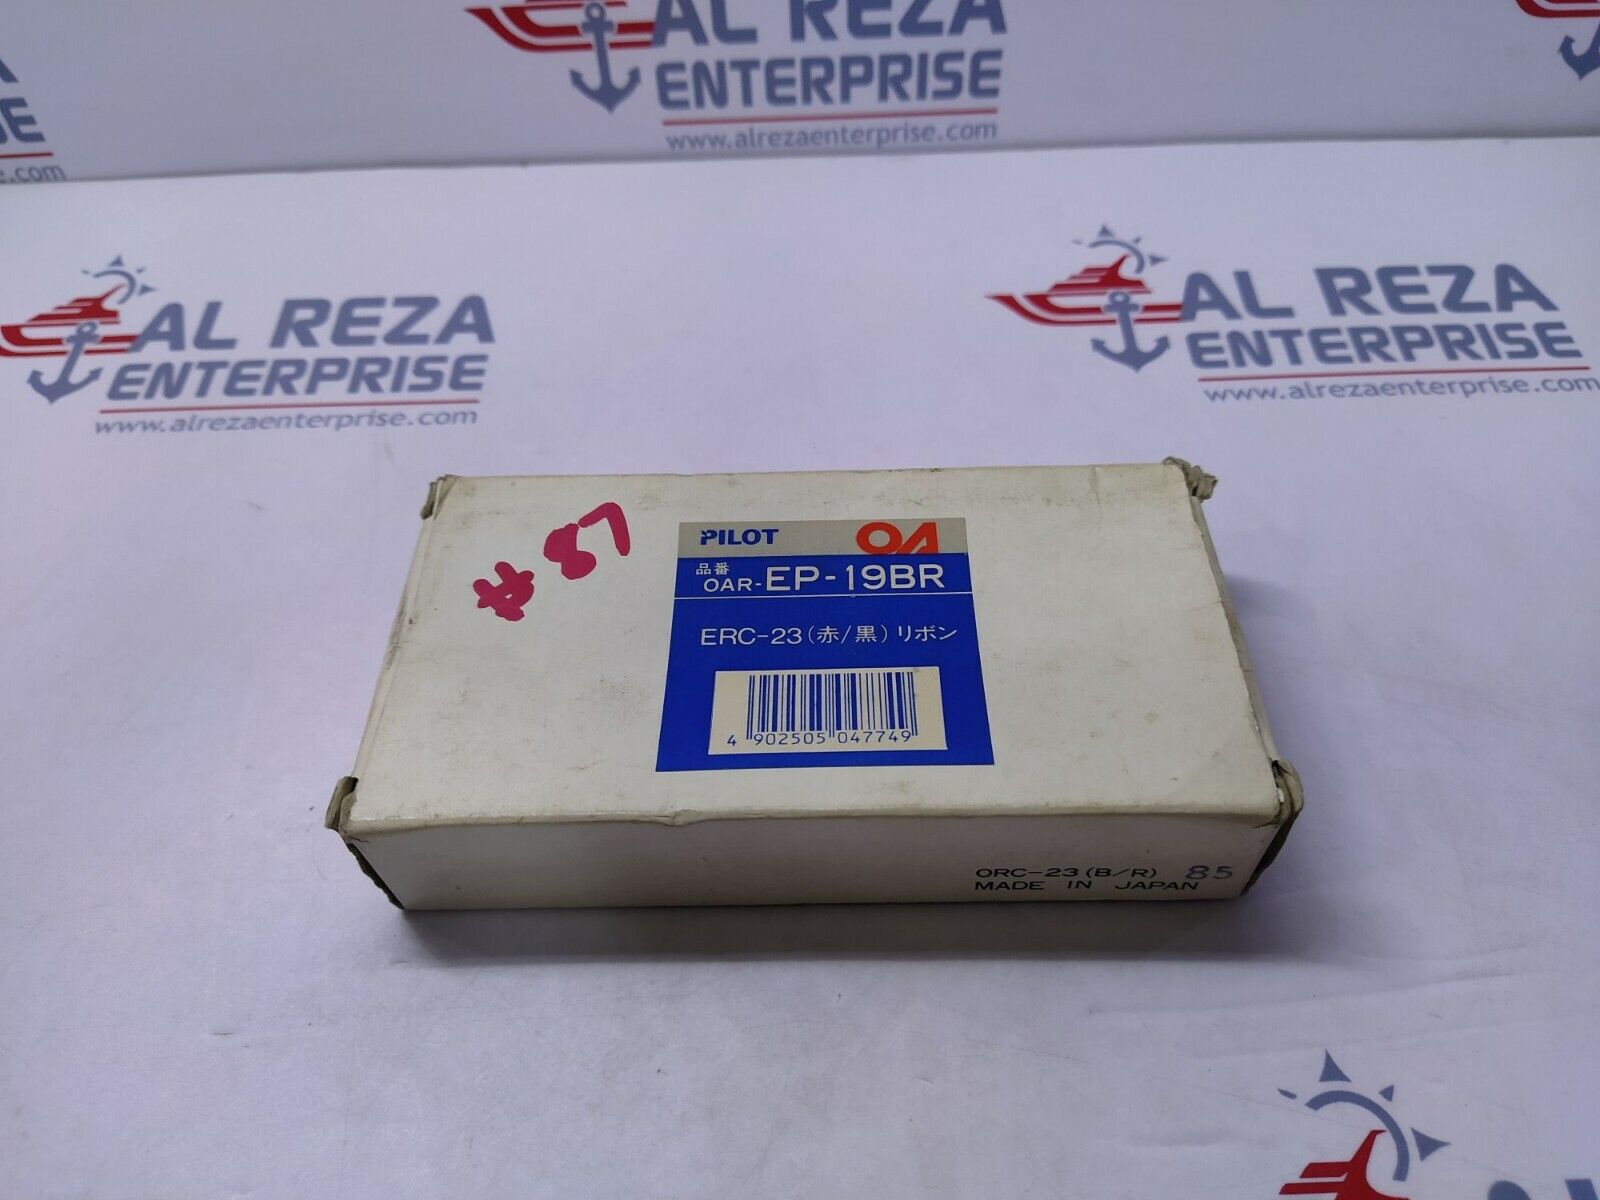 AL REZA
ENTERPRISE
www.alrezaenterprise.com
SE
e.com
AL REZA
ENTERPRISE
www.alrezaenterprise.com
AL REZA
ENTERPRISE
www.alrezaenterprise.com
# 87
PILOT OA
品番
OAR-EP-19BR
ERC-23(赤/黒)リボン
4 902505 047749
ORC-23(B/R) 85
MADE IN JAPAN